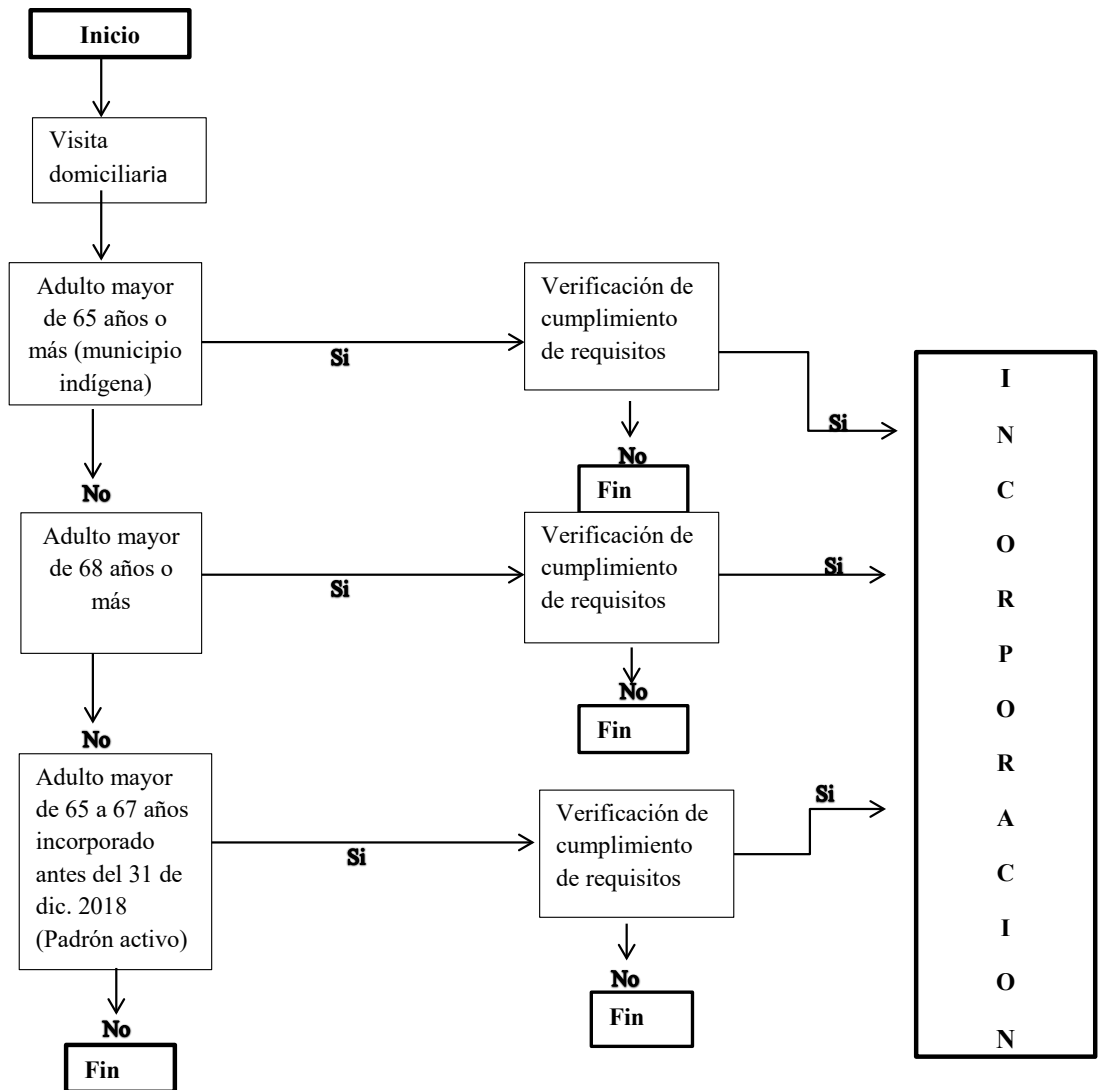 Inicio
Visita
domiciliaria
Adulto mayor
de 65 años o
más (municipio
indígena)
Si
Verificación de
cumplimiento
de requisitos
Si
No
Fin
No
Adulto mayor
de 68 años o
más
Si
Verificación de
cumplimiento
de requisitos
Si
No
Fin
No
Adulto mayor
de 65 a 67 años
incorporado
antes del 31 de
dic. 2018
(Padrón activo)
Si
Verificación de
cumplimiento
de requisitos
Si
No
Fin
No
Fin
I
N
C
O
R
P
O
R
A
C
I
O
N